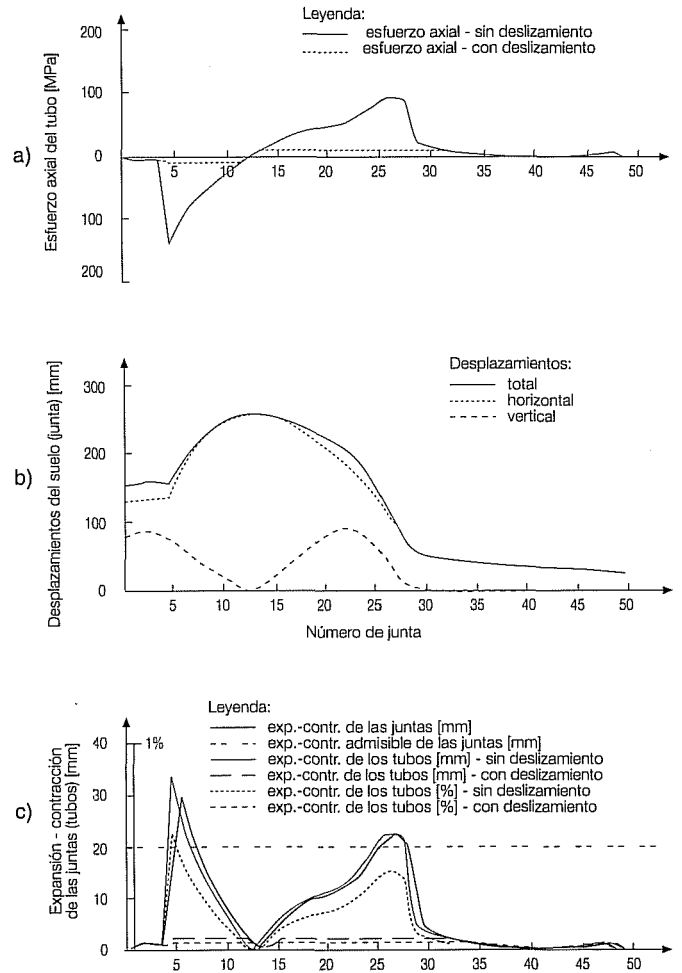 Leyenda:
esfuerzo axial - sin deslizamiento
esfuerzo axial - con deslizamiento
a)
Esfuerzo axial del tubo [MPa]
200
100
0
100
200
5 10 15 20 25 30 35 40 45 50
b)
Desplazamientos del suelo (junta) [mm]
Desplazamientos:
total
horizontal
vertical
300
200
100
0
5 10 15 20 25 30 35 40 45 50
Número de junta
c)
Expansión - contracción
de las juntas (tubos) [mm]
Leyenda:
exp.-contr. de las juntas [mm]
exp.-contr. admisible de las juntas [mm]
exp.-contr. de los tubos [mm] - sin deslizamiento
exp.-contr. de los tubos [mm] - con deslizamiento
exp.-contr. de los tubos [%] - sin deslizamiento
exp.-contr. de los tubos [%] - con deslizamiento
40 1%
30
20
10
0
5 10 15 20 25 30 35 40 45 50